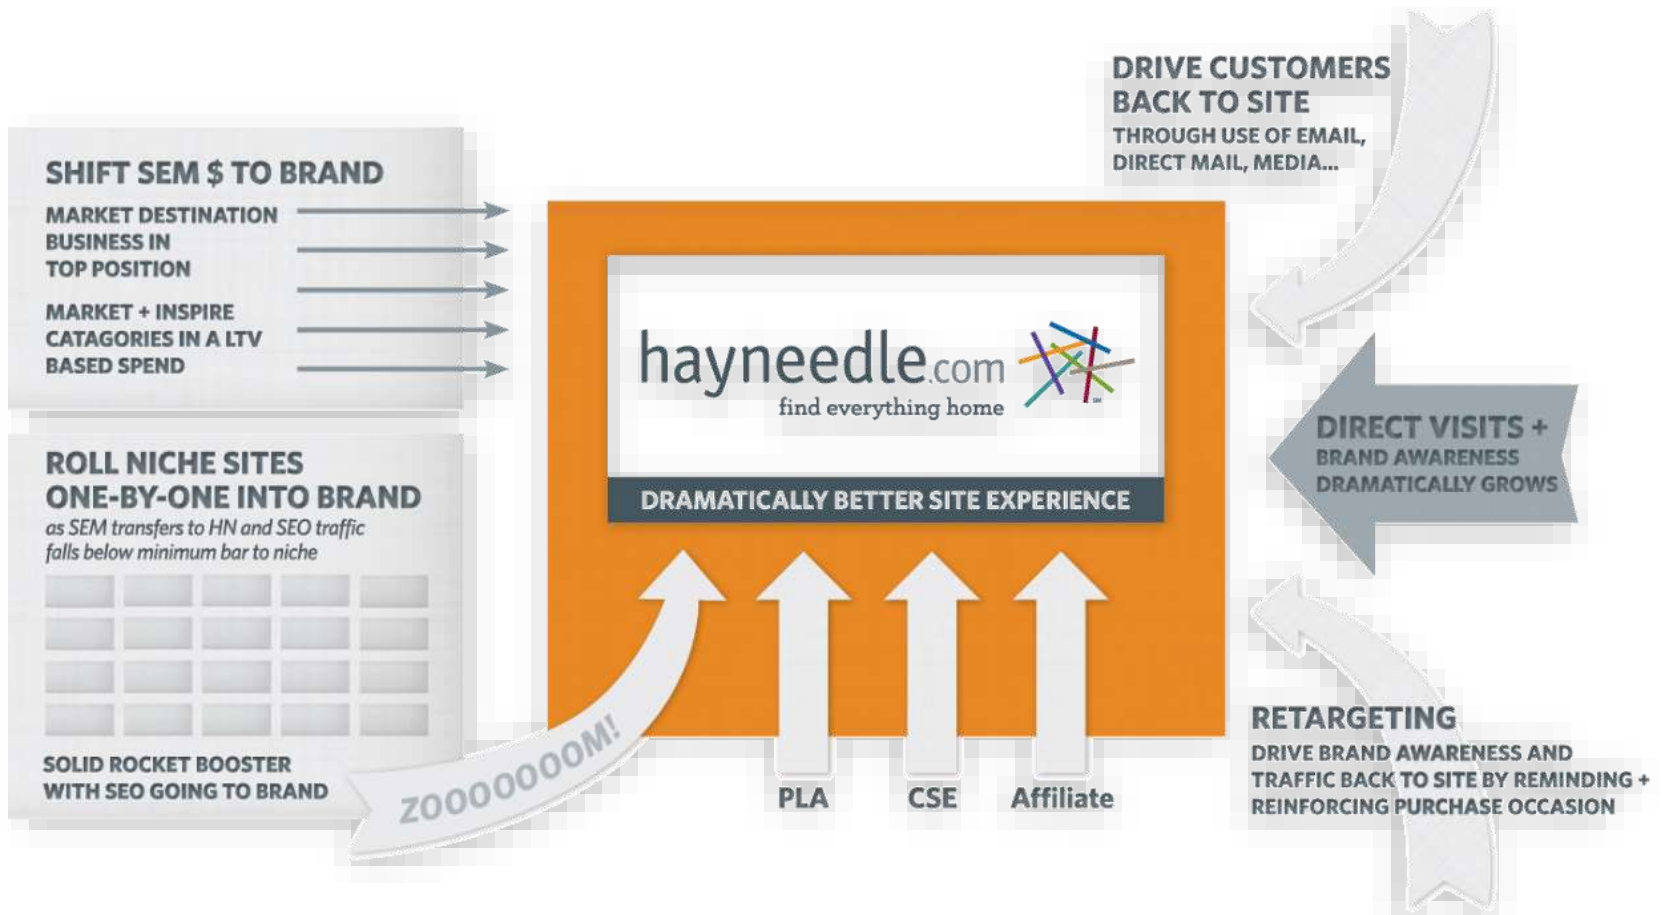 SHIFT SEM $ TO BRAND
MARKET DESTINATION
BUSINESS IN
TOP POSITION
MARKET + INSPIRE
CATAGORIES IN A LTV
BASED SPEND
ROLL NICHE SITES
ONE-BY-ONE INTO BRAND
as SEM transfers to HN and SEO traffic
falls below minimum bar to niche
SOLID ROCKET BOOSTER
WITH SEO GOING TO BRAND
ZOOOOOOOM!
hayneedle.com
find everything home
SM
DRAMATICALLY BETTER SITE EXPERIENCE
PLA
CSE
Affiliate
DRIVE CUSTOMERS
BACK TO SITE
THROUGH USE OF EMAIL,
DIRECT MAIL, MEDIA...
DIRECT VISITS +
BRAND AWARENESS
DRAMATICALLY GROWS
RETARGETING
DRIVE BRAND AWARENESS AND
TRAFFIC BACK TO SITE BY REMINDING +
REINFORCING PURCHASE OCCASION